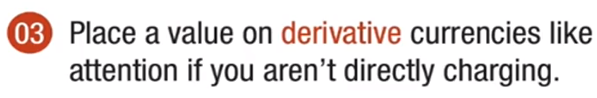 03 Place a value on derivative currencies like
attention if you aren't directly charging.